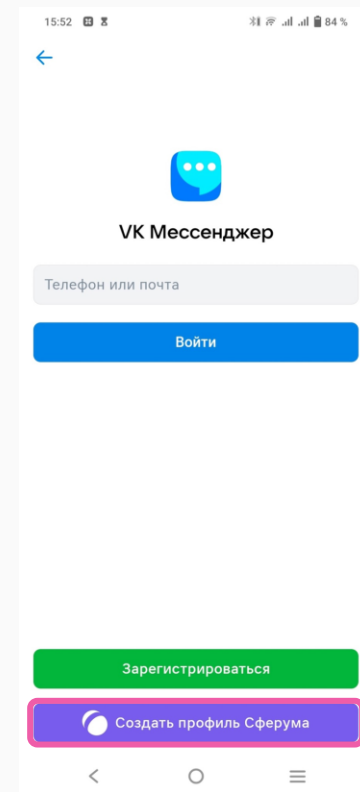 15:52 84 %
VK Мессенджер
Телефон или почта
Войти
Зарегистрироваться
Создать профиль Сферума